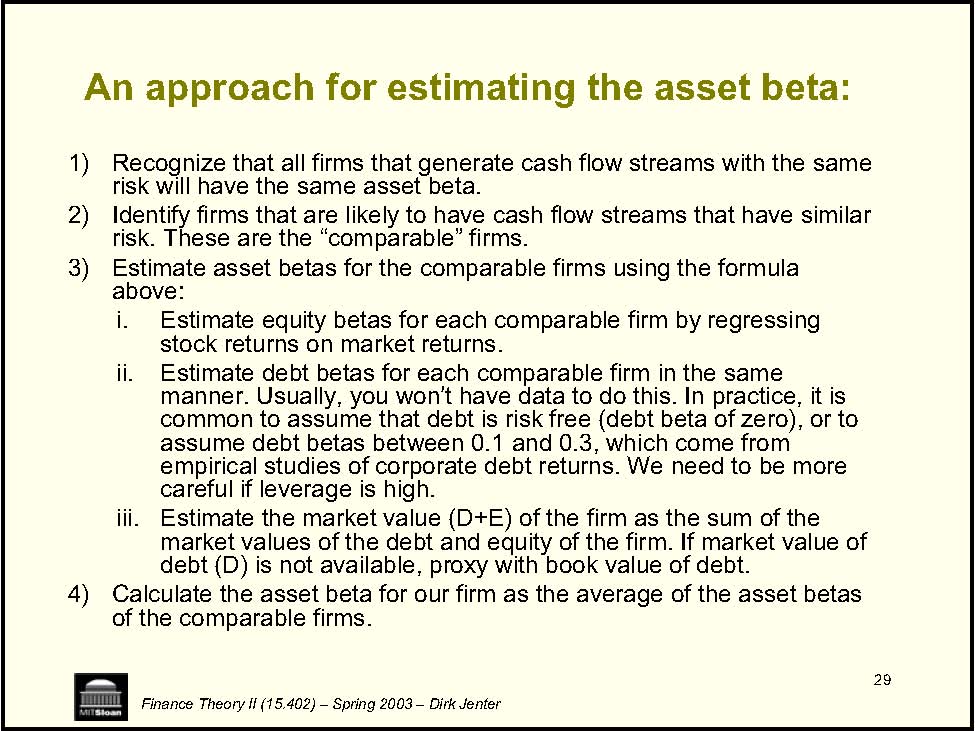 An approach for estimating the asset beta:
1) Recognize that all firms that generate cash flow streams with the same
risk will have the same asset beta.
2) Identify firms that are likely to have cash flow streams that have similar
risk. These are the “comparable” firms.
3) Estimate asset betas for the comparable firms using the formula
above:
i. Estimate equity betas for each comparable firm by regressing
stock returns on market returns.
ii. Estimate debt betas for each comparable firm in the same
manner. Usually, you won’t have data to do this. In practice, it is
common to assume that debt is risk free (debt beta of zero), or to
assume debt betas between 0.1 and 0.3, which come from
empirical studies of corporate debt returns. We need to be more
careful if leverage is high.
iii. Estimate the market value (D+E) of the firm as the sum of the
market values of the debt and equity of the firm. If market value of
debt (D) is not available, proxy with book value of debt.
4) Calculate the asset beta for our firm as the average of the asset betas
of the comparable firms.
29
MITSloan
Finance Theory II (15.402) – Spring 2003 – Dirk Jenter